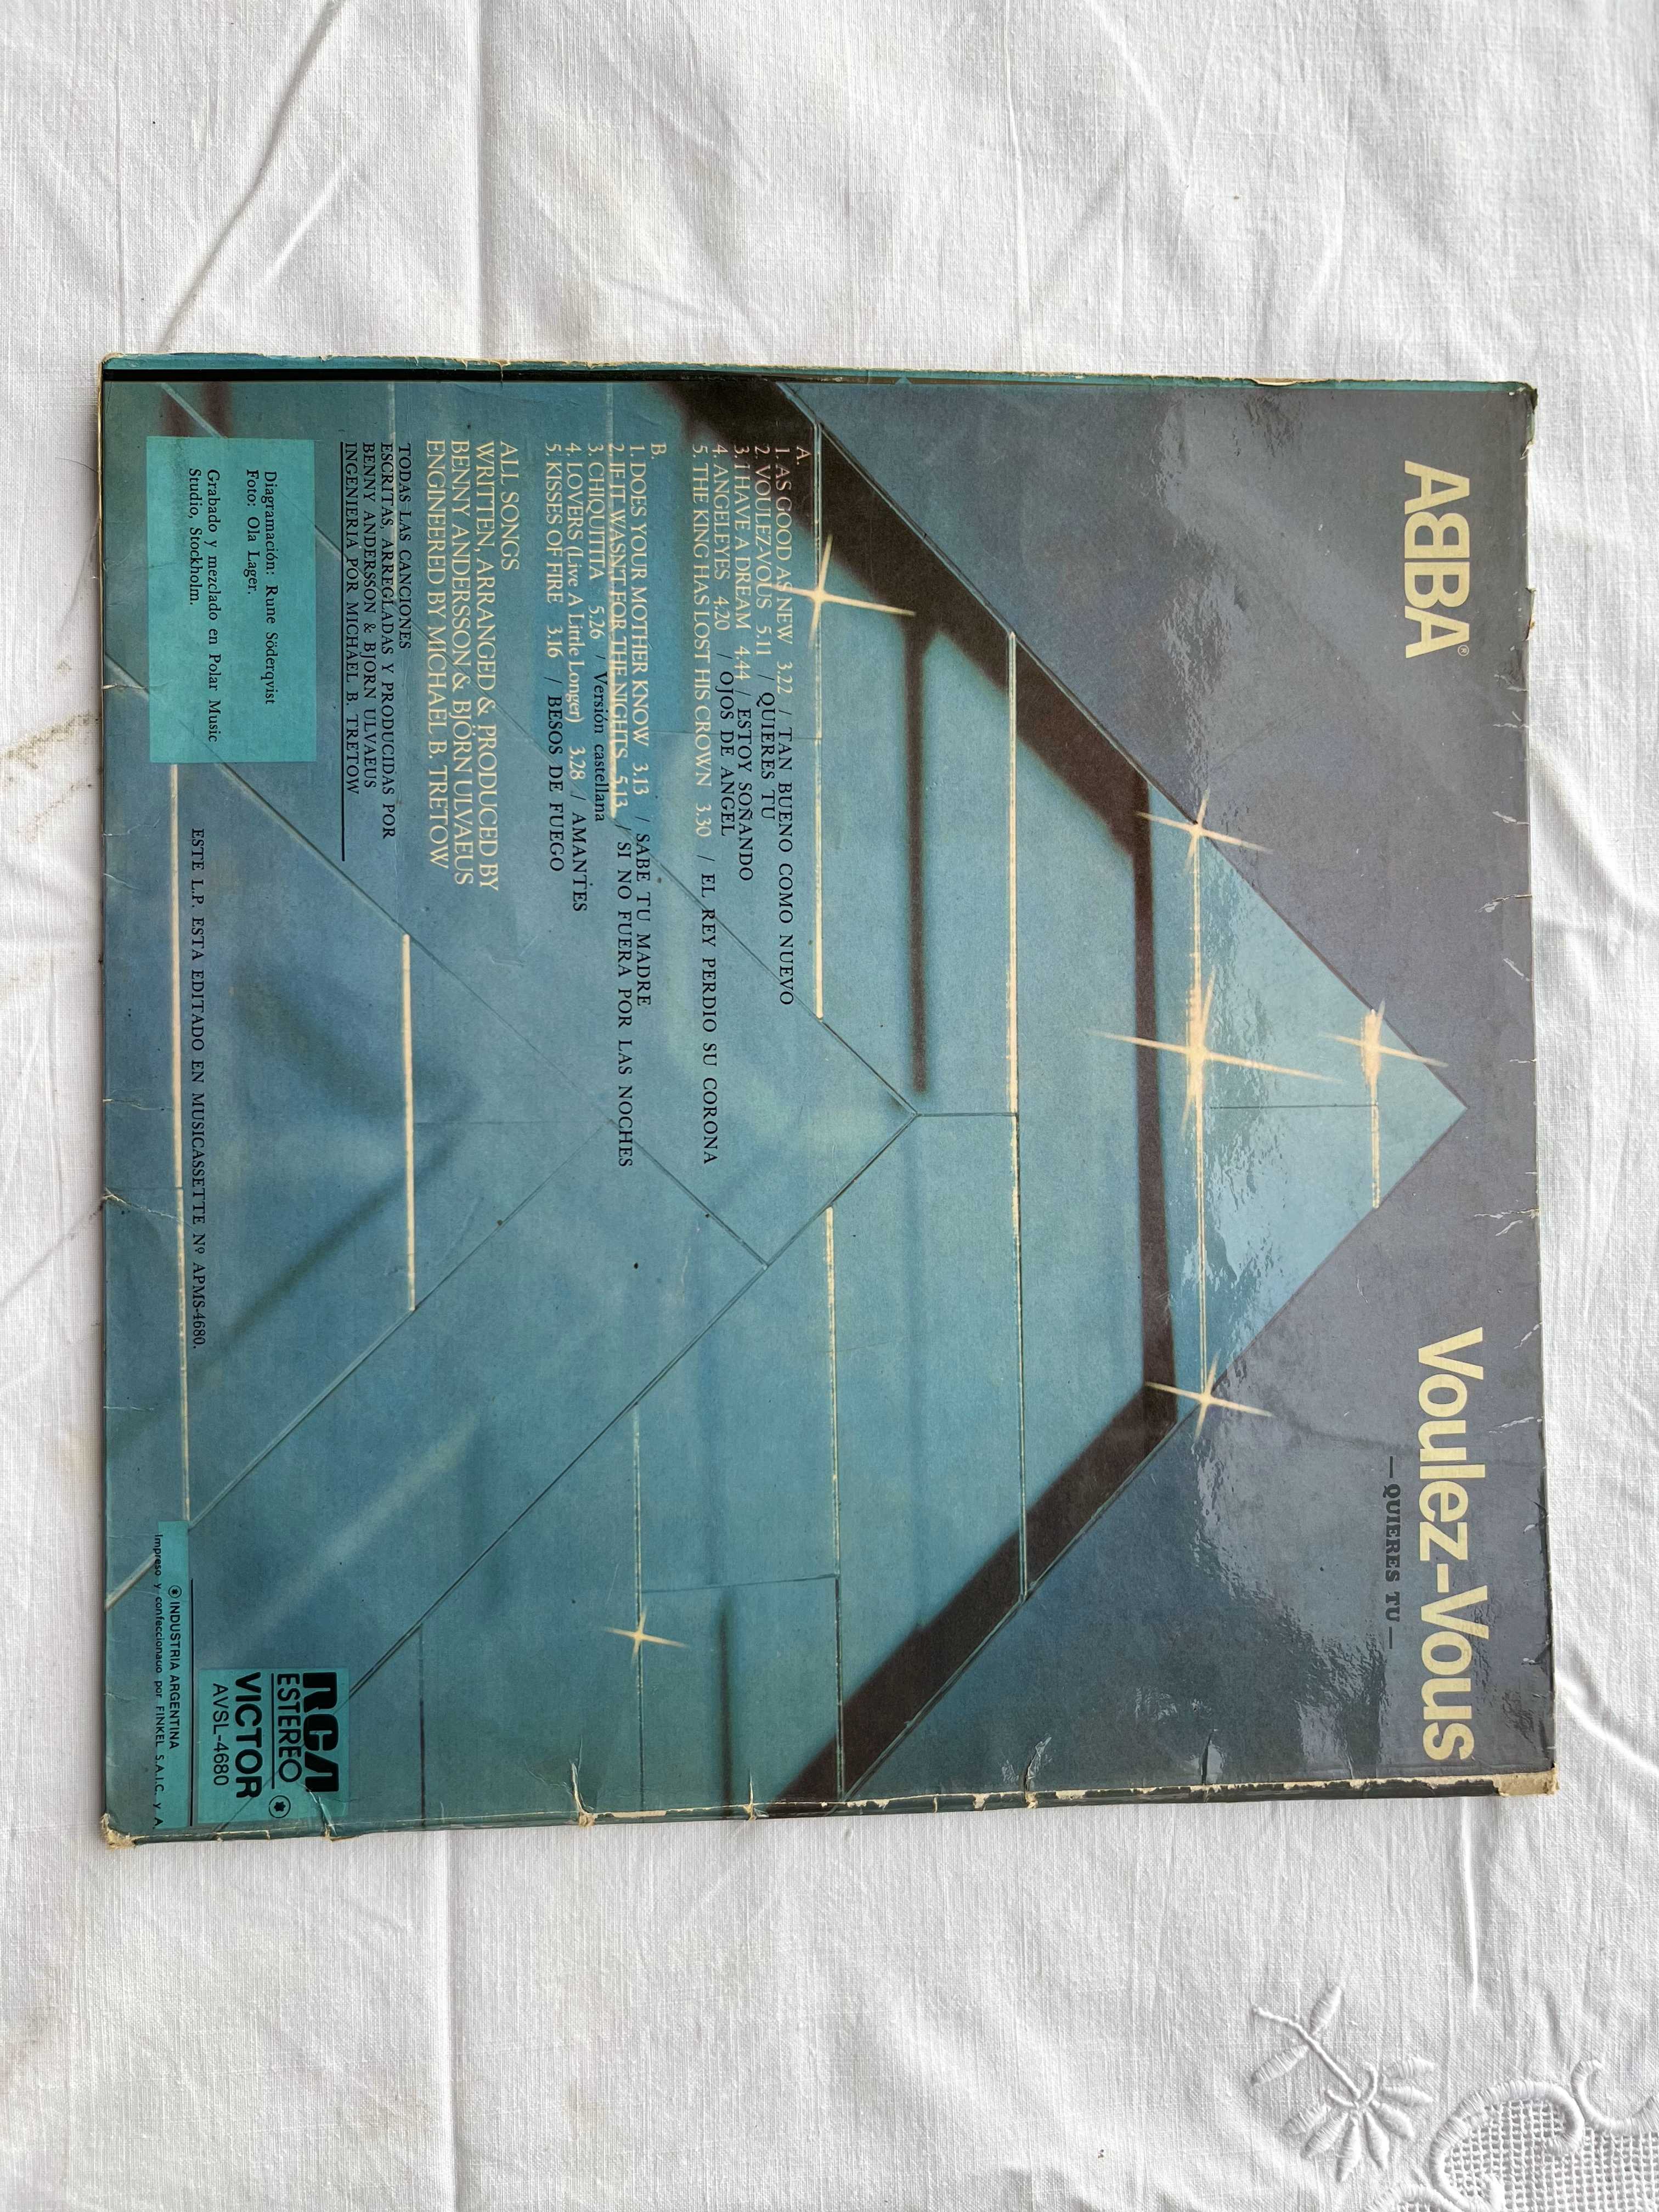 ABBA®
Voulez-Vous
— QUIERES TU —
A.
1. AS GOOD AS NEW 3.22 / TAN BUENO COMO NUEVO
2. VOULEZ-VOUS 5.11 / QUIERES TU
3. I HAVE A DREAM 4.44 / ESTOY SOÑANDO
4. ANGELEYES 4.20 / OJOS DE ANGEL
5. THE KING HAS LOST HIS CROWN 3.30 / EL REY PERDIO SU CORONA
B.
1. DOES YOUR MOTHER KNOW 3.13 / SABE TU MADRE
2. IF IT WASN'T FOR THE NIGHTS 5.13 / SI NO FUERA POR LAS NOCHES
3. CHIQUITITA 5.26 / Versión castellana
4. LOVERS (Live A Little Longer) 3.28 / AMANTES
5. KISSES OF FIRE 3.16 / BESOS DE FUEGO
ALL SONGS
WRITTEN, ARRANGED & PRODUCED BY
BENNY ANDERSSON & BJÖRN ULVAEUS
ENGINEERED BY MICHAEL B. TRETOW
TODAS LAS CANCIONES
ESCRITAS, ARREGLADAS Y PRODUCIDAS POR
BENNY ANDERSSON & BJORN ULVAEUS
INGENIERIA POR MICHAEL B. TRETOW
Diagramación: Rune Söderqvist
Foto: Ola Lager.
Grabado y mezclado en Polar Music
Studio, Stockholm.
ESTE L.P. ESTA EDITADO EN MUSICASSETTE Nº APMS-4680.
RCA
ESTEREO
VICTOR
AVSL-4680
INDUSTRIA ARGENTINA
Impreso y confeccionado por FINKEL S.A.I.C. y A.